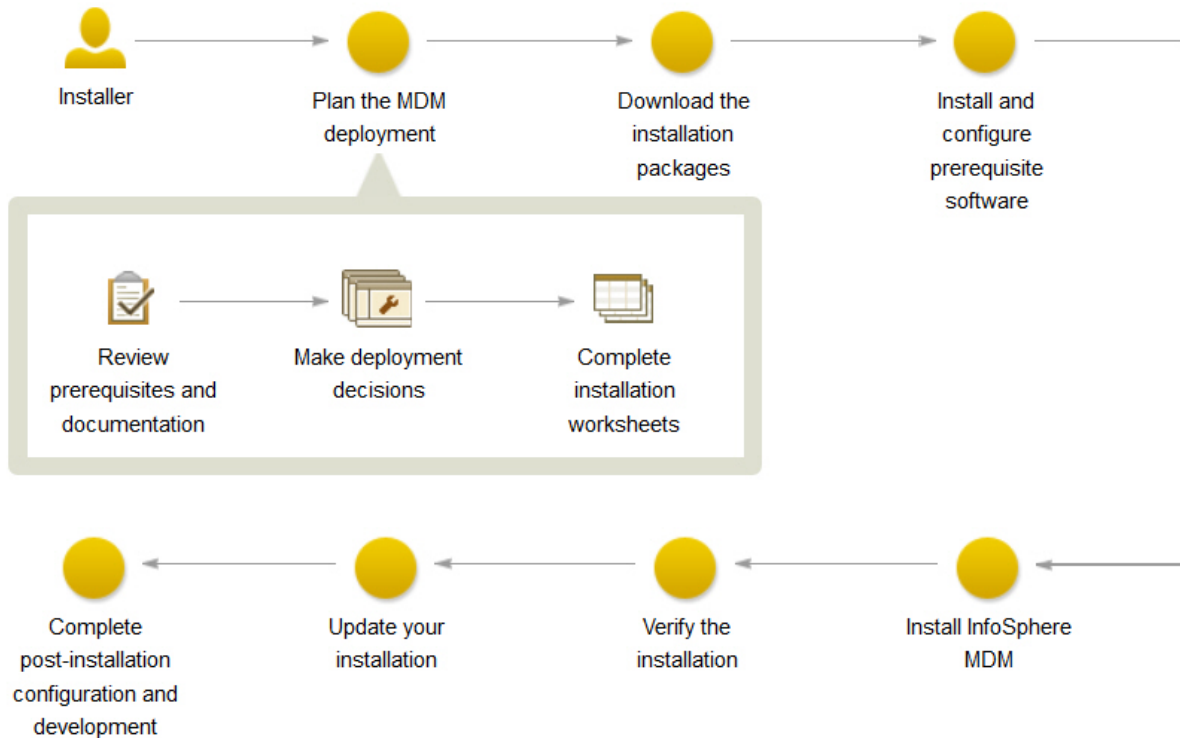 Installer
Plan the MDM
deployment
Download the
installation
packages
Install and
configure
prerequisite
software
Review
prerequisites and
documentation
Make deployment
decisions
Complete
installation
worksheets
Complete
post-installation
configuration and
development
Update your
installation
Verify the
installation
Install InfoSphere
MDM